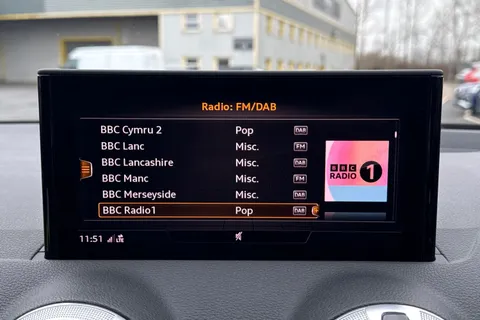 Radio: FM/DAB
BBC Cymru 2 Pop DAB
BBC Lanc Misc. FM
BBC Lancashire Misc. DAB
BBC Manc Misc. FM
BBC Merseyside Misc. DAB
BBC Radio1 Pop DAB
BBC
RADIO 1
11:51 LTE